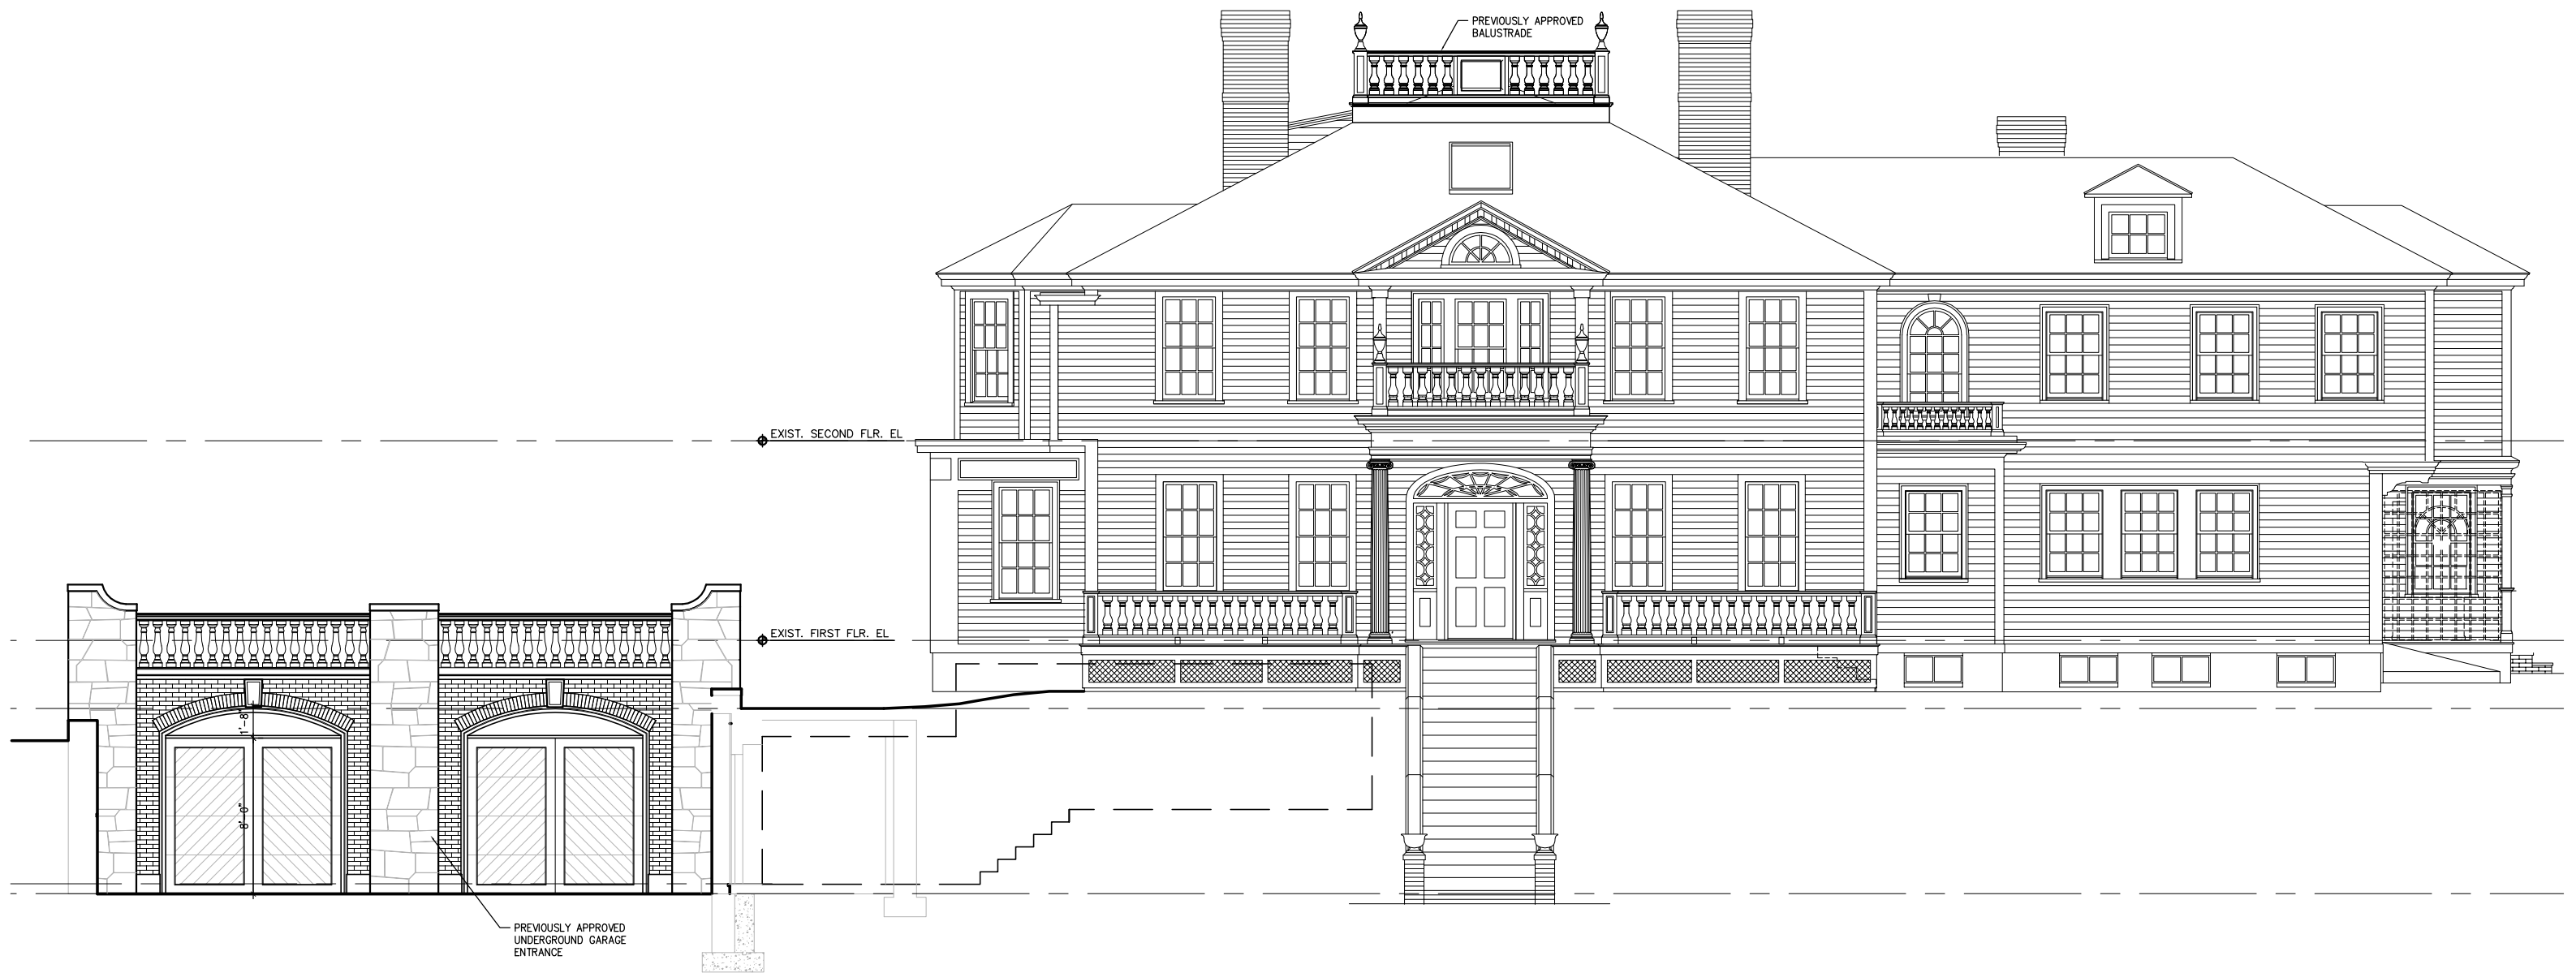 PREVIOUSLY APPROVED
BALUSTRADE
EXIST. SECOND FLR. EL
EXIST. FIRST FLR. EL
1'-8"
8'-0"
PREVIOUSLY APPROVED
UNDERGROUND GARAGE
ENTRANCE